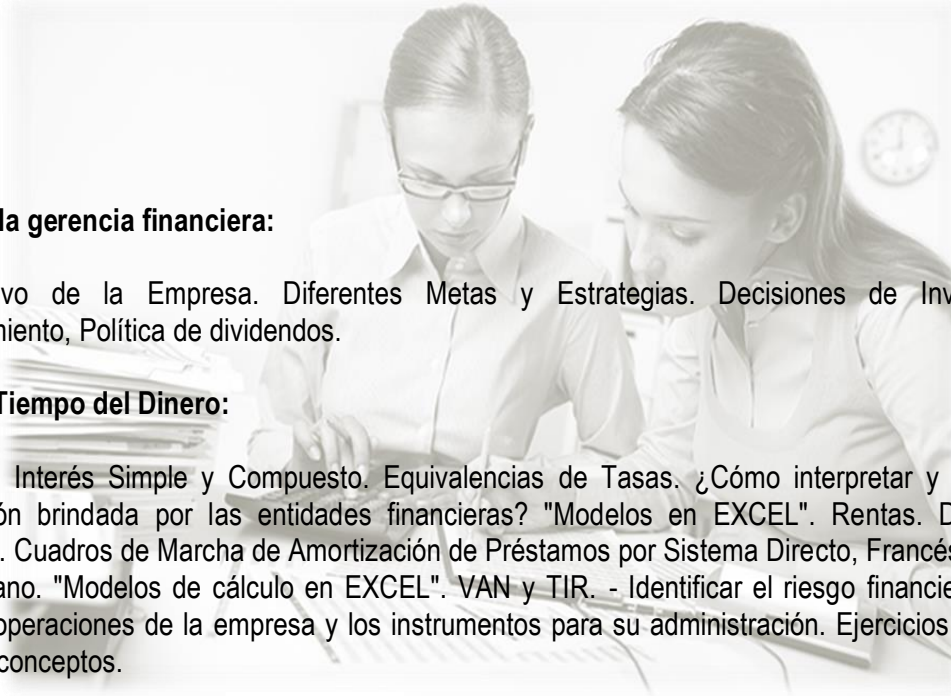 la gerencia financiera:
vo de la Empresa. Diferentes Metas y Estrategias. Decisiones de Inv
miento, Política de dividendos.
Tiempo del Dinero:
Interés Simple y Compuesto. Equivalencias de Tasas. ¿Cómo interpretar y
ón brindada por las entidades financieras? "Modelos en EXCEL". Rentas. D
. Cuadros de Marcha de Amortización de Préstamos por Sistema Directo, Francés
ano. "Modelos de cálculo en EXCEL". VAN y TIR. - Identificar el riesgo financie
operaciones de la empresa y los instrumentos para su administración. Ejercicios
conceptos.